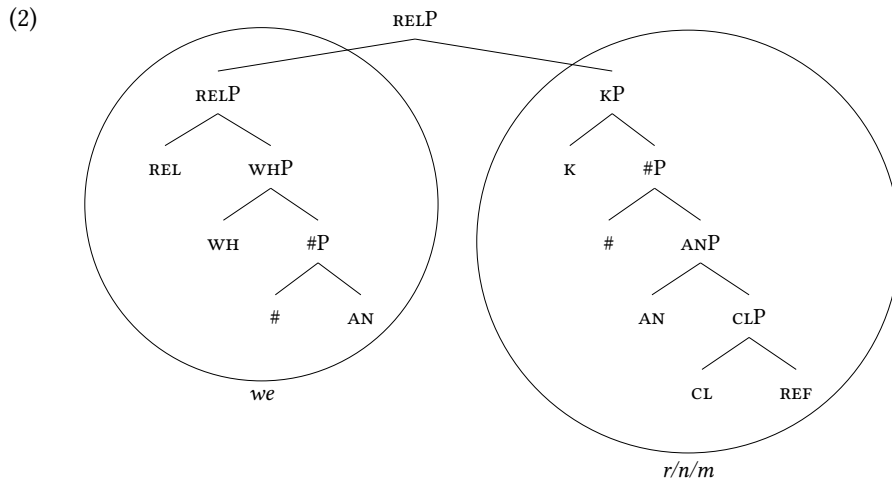 (2) RELP
RELP KP
REL WHP K #P
WH #P # ANP
# AN AN CLP
we CL REF
r/n/m